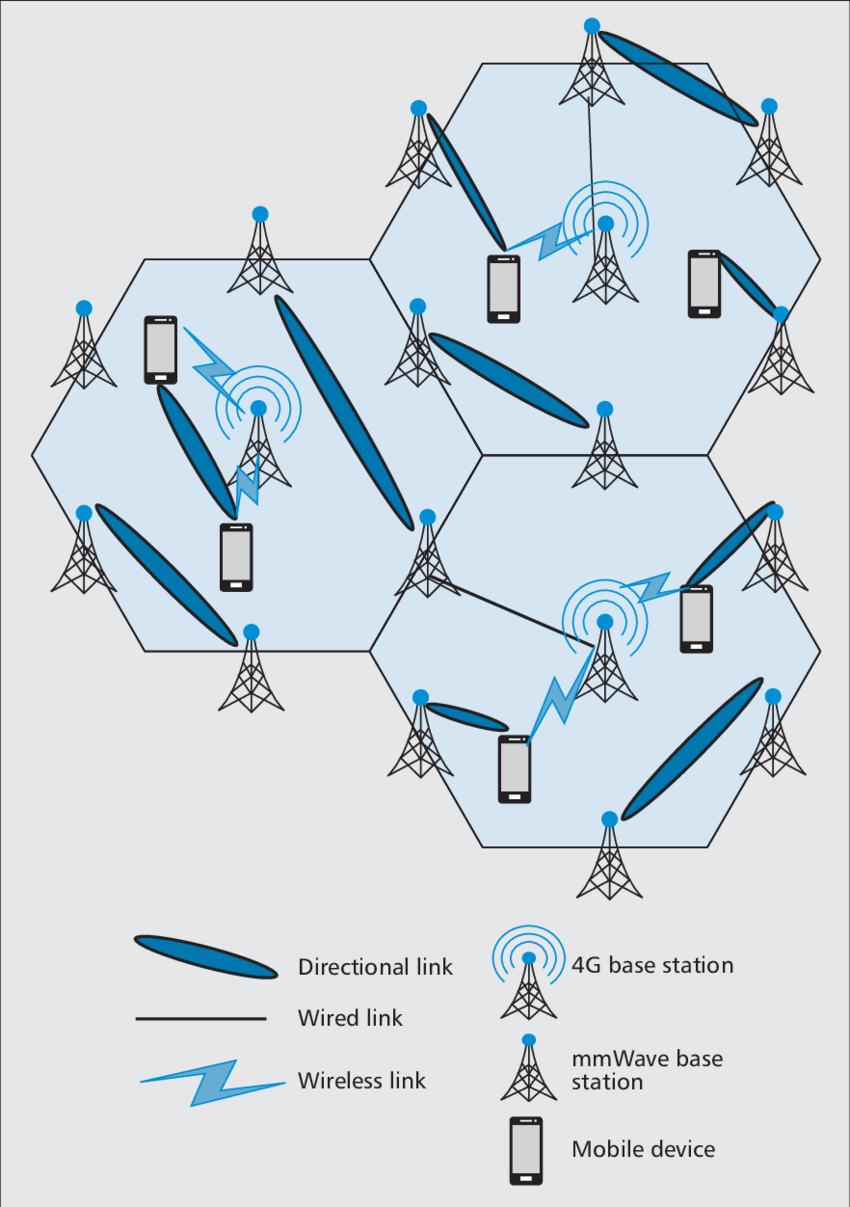 Directional link
Wired link
Wireless link
4G base station
mmWave base
station
Mobile device